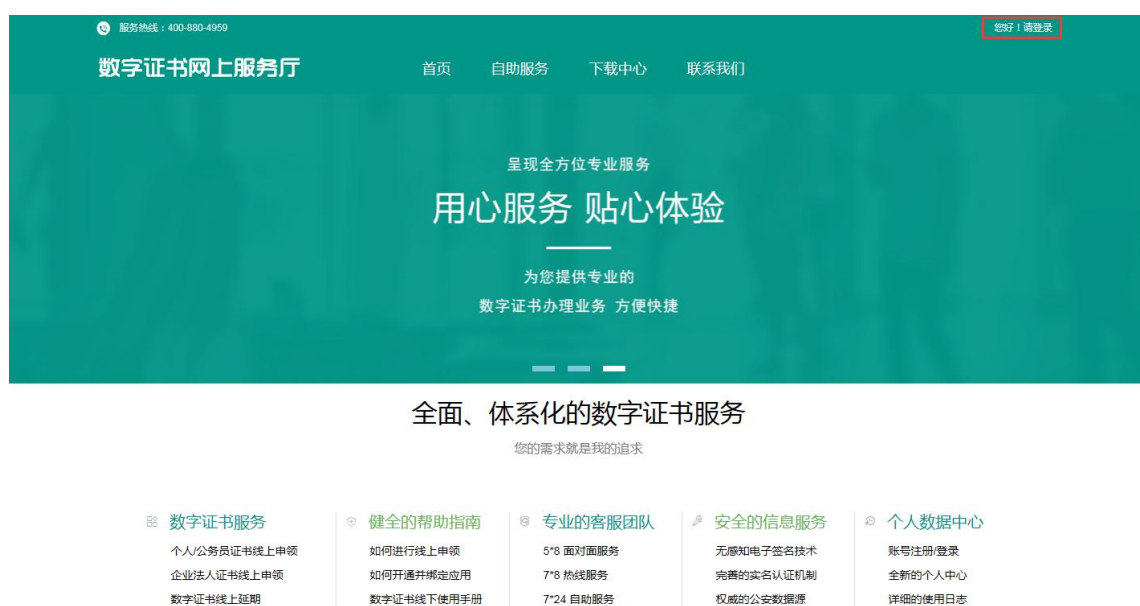 服务热线：400-880-4959
您好！请登录
数字证书网上服务厅
首页 自助服务 下载中心 联系我们
呈现全方位专业服务
用心服务 贴心体验
为您提供专业的
数字证书办理业务 方便快捷
全面、体系化的数字证书服务
您的需求就是我的追求
数字证书服务
个人/公务员证书线上申领
企业法人证书线上申领
数字证书线上延期
健全的帮助指南
如何进行线上申领
如何开通并绑定应用
数字证书线下使用手册
专业的客服团队
5*8 面对面服务
7*8 热线服务
7*24 自助服务
安全的信息服务
无感知电子签名技术
完善的实名认证机制
权威的公安数据源
个人数据中心
账号注册/登录
全新的个人中心
详细的使用日志